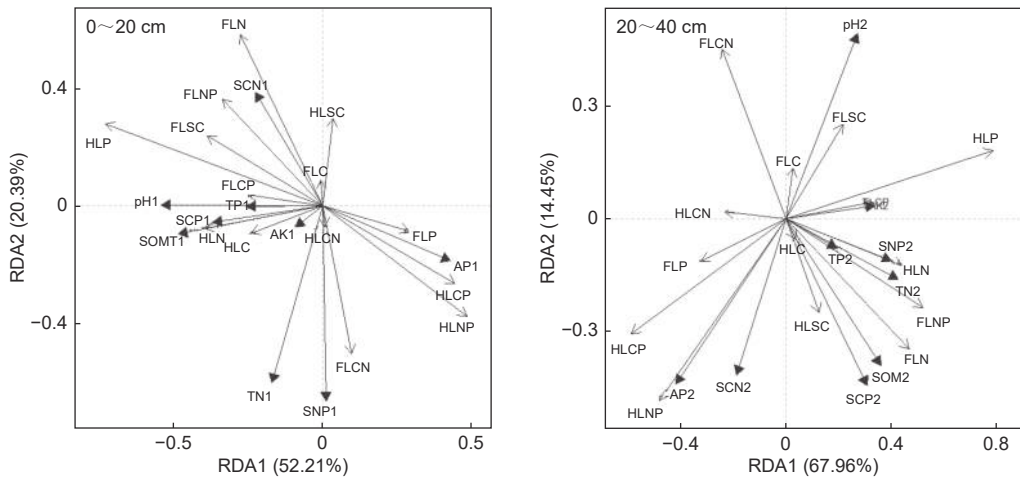 0～20 cm
FLN
SCN1
FLNP
HLSC
FLSC
HLP
FLC
FLCP
pH1
TP1
SCP1
SOMT1
HLN
HLC
AK1
HLCN
FLP
AP1
HLCP
HLNP
FLCN
TN1
SNP1
0.4
0
−0.4
−0.5
0
0.5
RDA2 (20.39%)
RDA1 (52.21%)
20～40 cm
pH2
FLCN
FLSC
HLP
FLC
HLCN
HLC
TP2
SNP2
HLN
TN2
FLP
FLNP
HLSC
HLCP
FLN
SOM2
SCP2
SCN2
AP2
HLNP
0.3
0
−0.3
−0.4
0
0.4
0.8
RDA2 (14.45%)
RDA1 (67.96%)